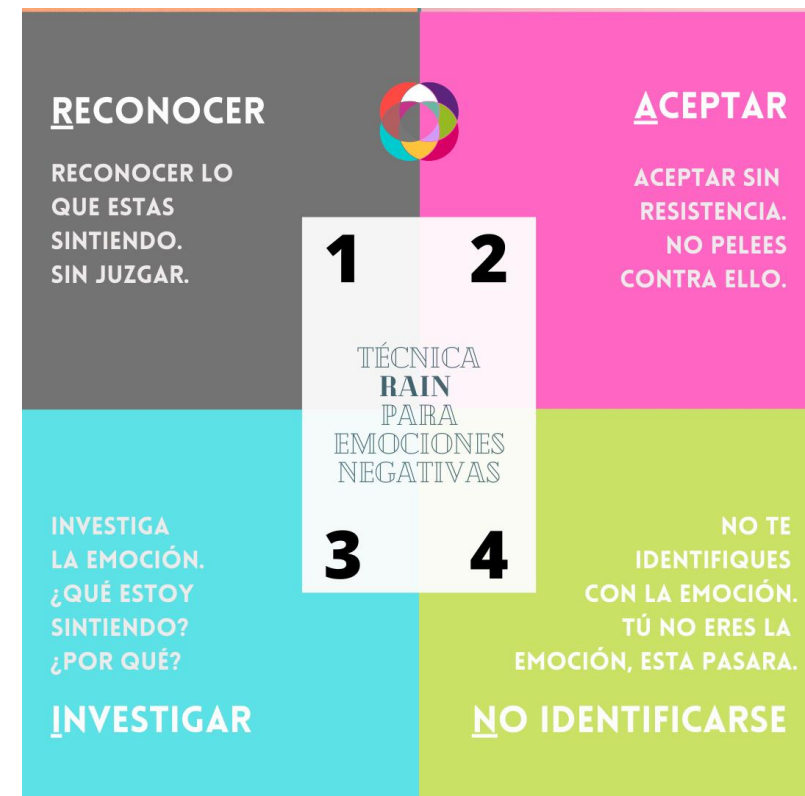 RECONOCER
RECONOCER LO
QUE ESTAS
SINTIENDO.
SIN JUZGAR.
ACEPTAR
ACEPTAR SIN
RESISTENCIA.
NO PELEES
CONTRA ELLO.
1 2
TÉCNICA
RAIN
PARA
EMOCIONES
NEGATIVAS
3 4
INVESTIGA
LA EMOCIÓN.
¿QUÉ ESTOY
SINTIENDO?
¿POR QUÉ?
INVESTIGAR
NO TE
IDENTIFIQUES
CON LA EMOCIÓN.
TÚ NO ERES LA
EMOCIÓN, ESTA PASARA.
NO IDENTIFICARSE